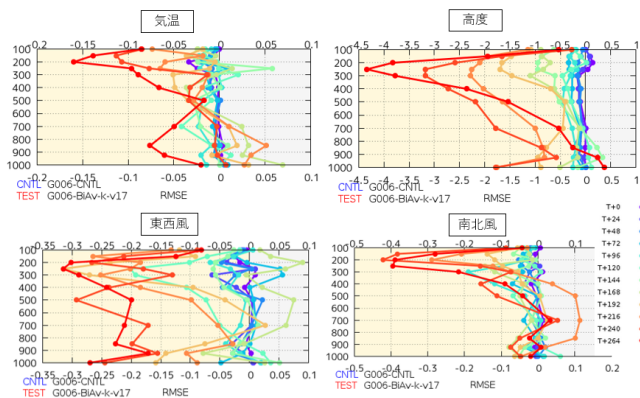 気温
高度
-0.2 -0.15 -0.1 -0.05 0 0.05 0.1
100
200
300
400
500
600
700
800
900
1000
-0.2 -0.15 -0.1 -0.05 0 0.05 0.1
CNTL G006-CNTL
TEST G006-BiAv-k-v17 RMSE
-4.5 -4 -3.5 -3 -2.5 -2 -1.5 -1 -0.5 0 0.5 1
100
200
300
400
500
600
700
800
900
1000
-4.5 -4 -3.5 -3 -2.5 -2 -1.5 -1 -0.5 0 0.5 1
CNTL G006-CNTL
TEST G006-BiAv-k-v17 RMSE
東西風
南北風
-0.35 -0.3 -0.25 -0.2 -0.15 -0.1 -0.05 0 0.05 0.1
100
200
300
400
500
600
700
800
900
1000
-0.35 -0.3 -0.25 -0.2 -0.15 -0.1 -0.05 0 0.05 0.1
CNTL G006-CNTL
TEST G006-BiAv-k-v17 RMSE
-0.5 -0.4 -0.3 -0.2 -0.1 0 0.1
100
200
300
400
500
600
700
800
900
1000
-0.5 -0.4 -0.3 -0.2 -0.1 0 0.1 0.2
CNTL G006-CNTL
TEST G006-BiAv-k-v17 RMSE
T+0
T+24
T+48
T+72
T+96
T+120
T+144
T+168
T+192
T+216
T+240
T+264